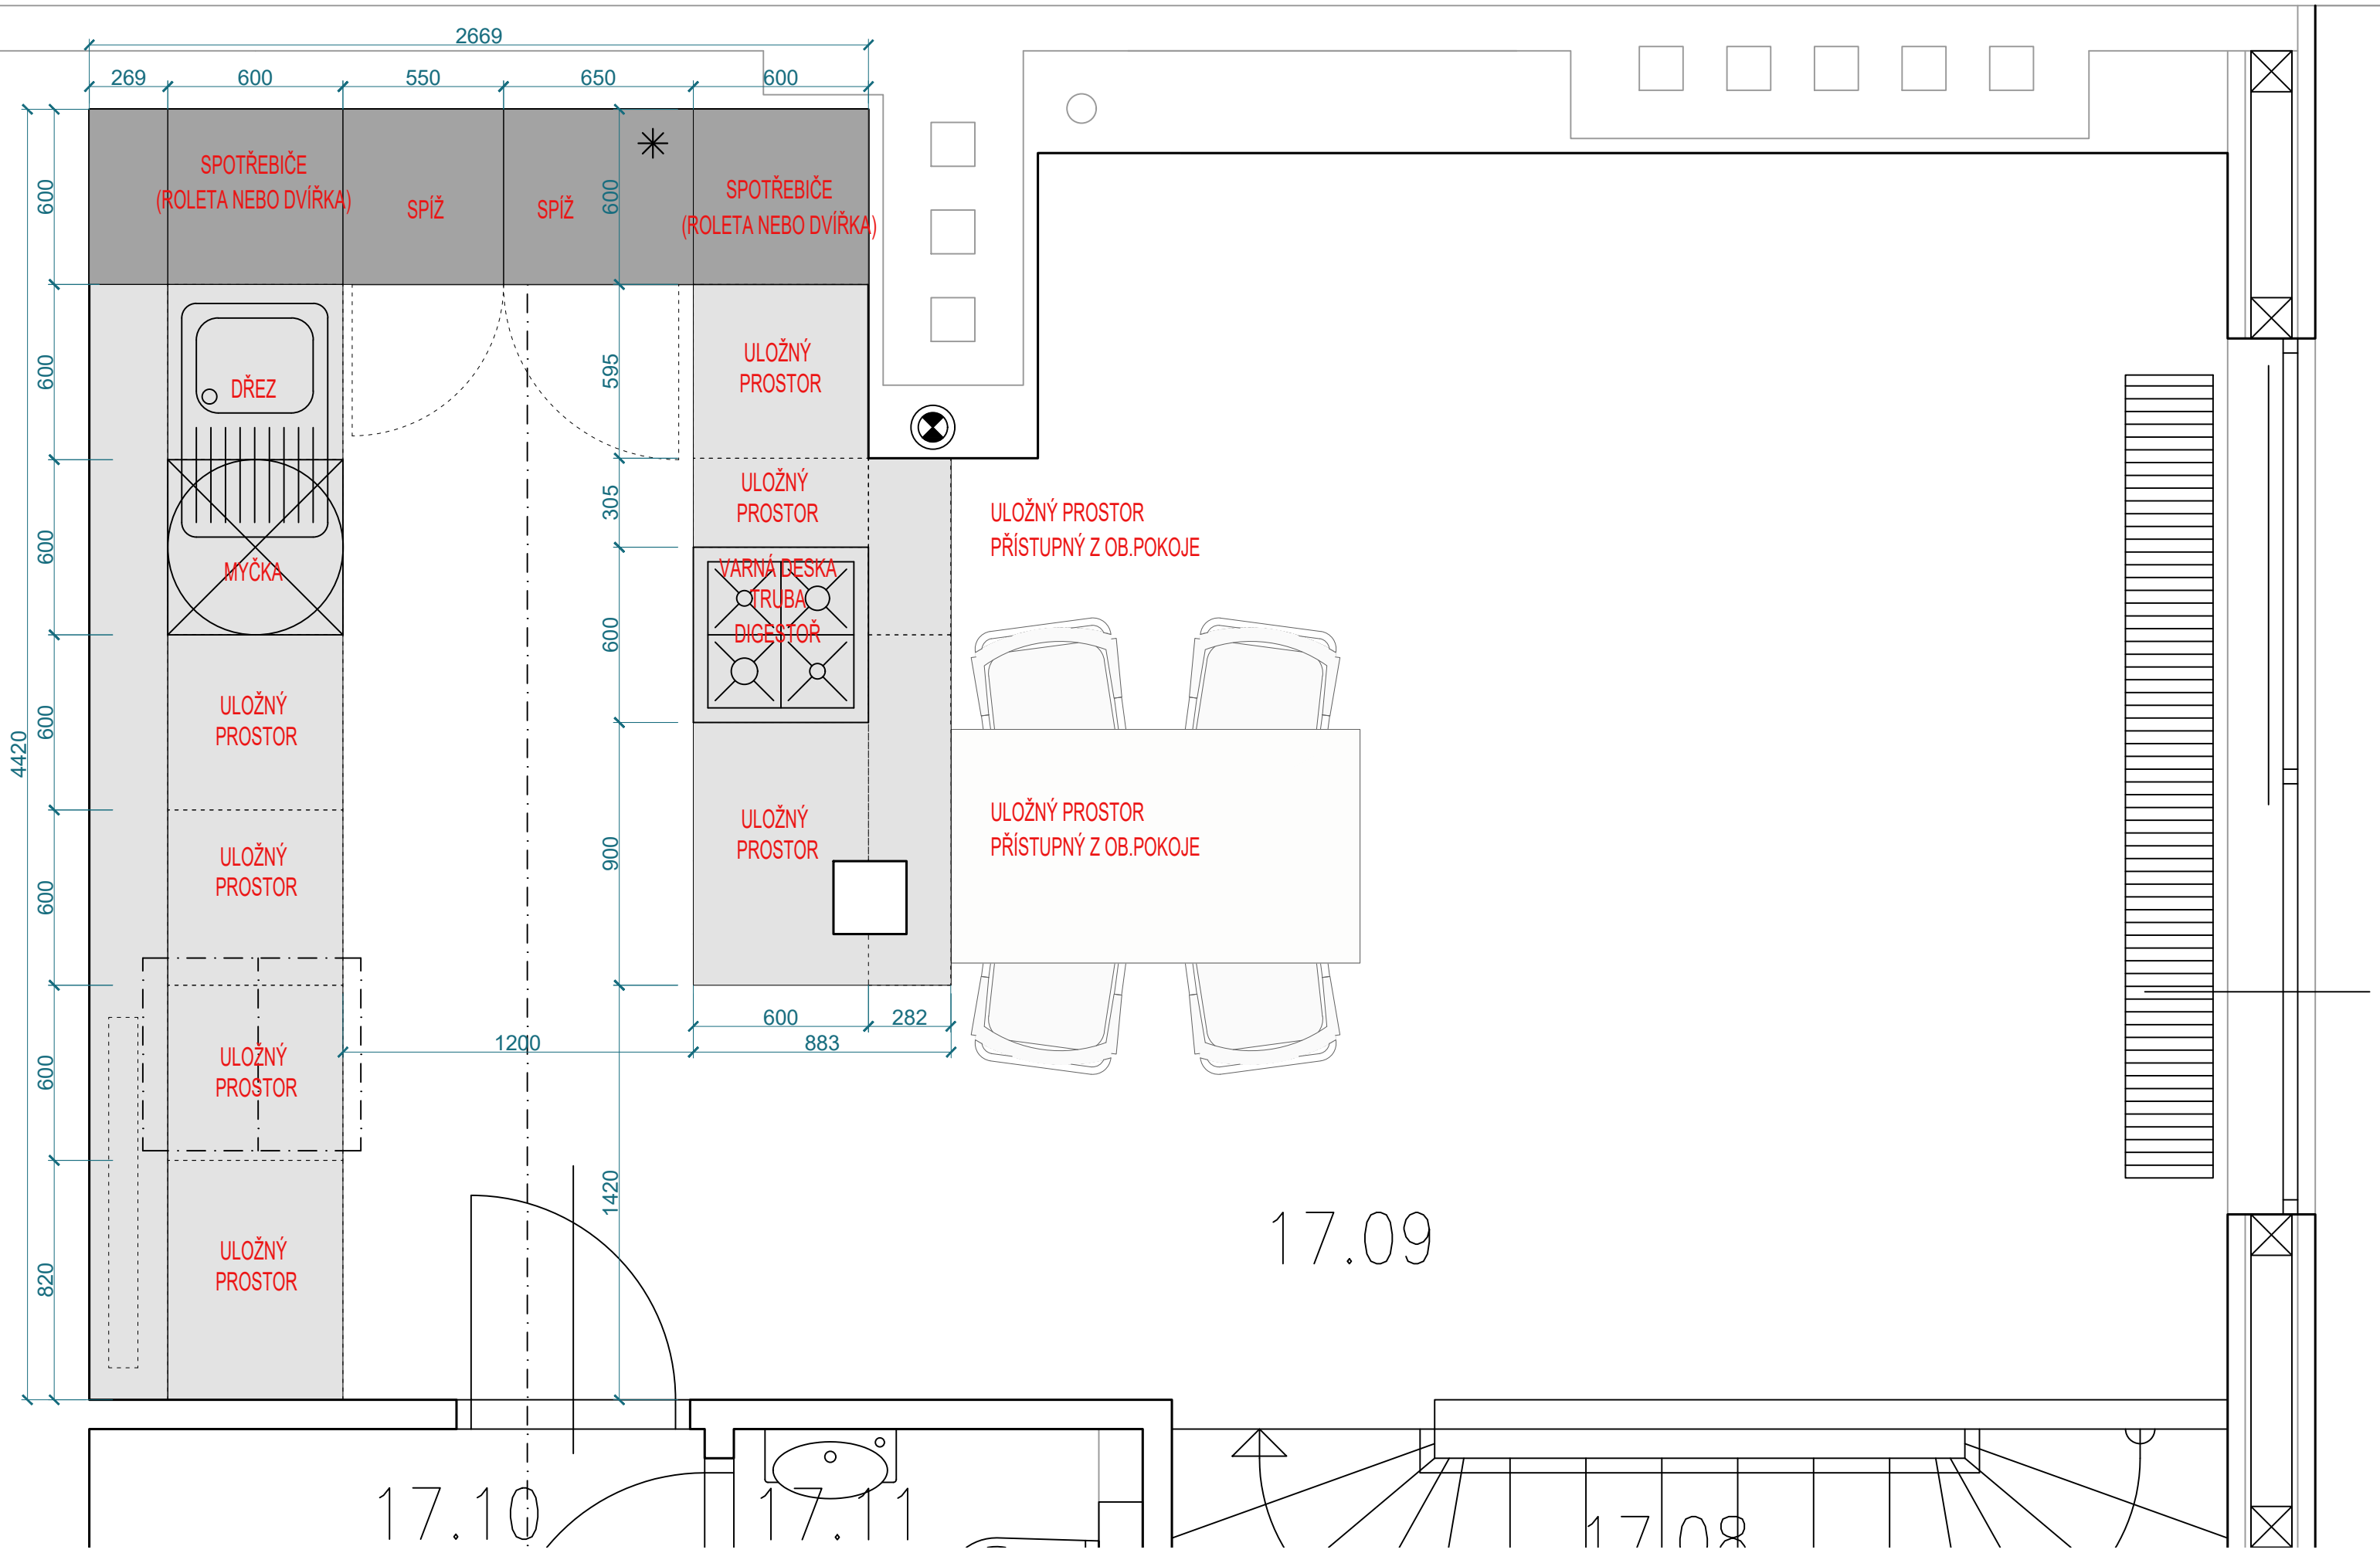 2669
269 600 550 650 600
SPOTŘEBIČE
(ROLETA NEBO DVÍŘKA)
SPÍŽ
SPÍŽ
SPOTŘEBIČE
(ROLETA NEBO DVÍŘKA)
600
600
600
595
ULOŽNÝ
PROSTOR
DŘEZ
ULOŽNÝ
PROSTOR
305
ULOŽNÝ PROSTOR
PŘÍSTUPNÝ Z OB.POKOJE
600
MYČKA
VARNÁ DESKA
TRUBA
DIGESTOŘ
600
4420
600
ULOŽNÝ
PROSTOR
ULOŽNÝ
PROSTOR
ULOŽNÝ PROSTOR
PŘÍSTUPNÝ Z OB.POKOJE
600
ULOŽNÝ
PROSTOR
900
600 282
1200 883
600
ULOŽNÝ
PROSTOR
1420
820
ULOŽNÝ
PROSTOR
17.09
17.10
17.11
17.08